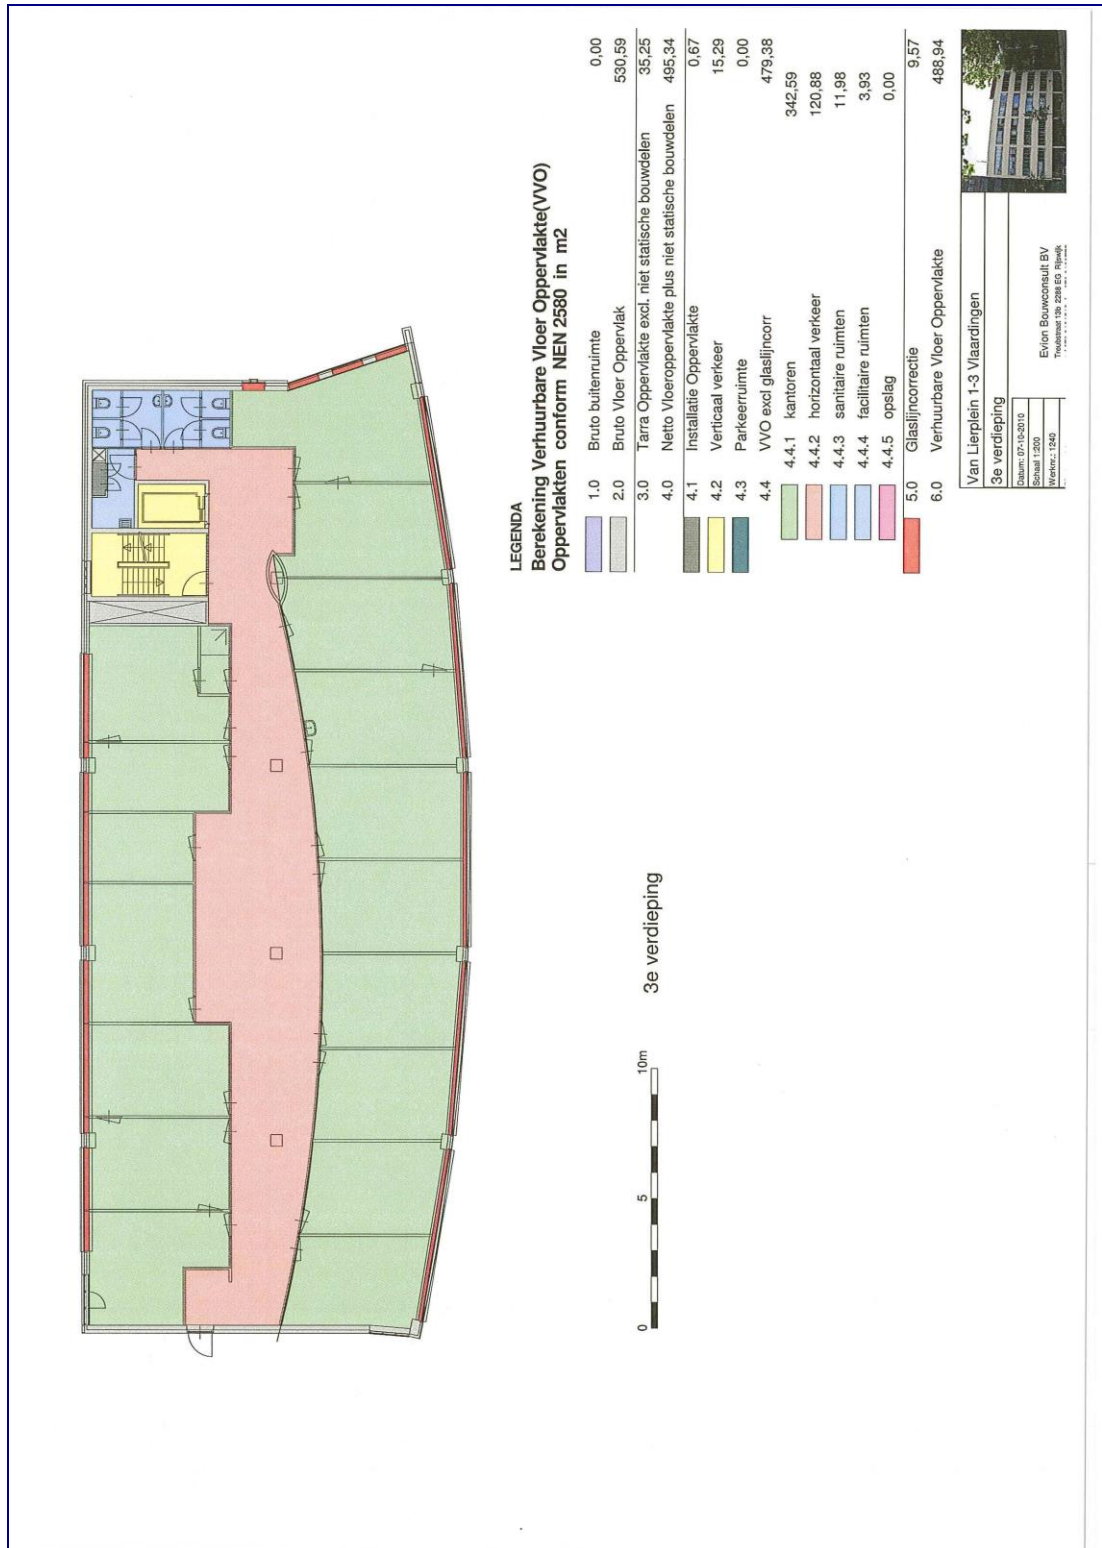 LEGENDA
Berekening Verhuurbare Vloer Oppervlakte(VVO)
Oppervlakten conform NEN 2580 in m2
1.0 Bruto buitenruimte 0,00
2.0 Bruto Vloer Oppervlak 530,59
3.0 Tarra Oppervlakte excl. niet statische bouwdelen 35,25
4.0 Netto Vloeroppervlakte plus niet statische bouwdelen 495,34
4.1 Installatie Oppervlakte 0,67
4.2 Verticaal verkeer 15,29
4.3 Parkeerruimte 0,00
4.4 VVO excl glaslijncorr 479,38
4.4.1 kantoren 342,59
4.4.2 horizontaal verkeer 120,88
4.4.3 sanitaire ruimten 11,98
4.4.4 facilitaire ruimten 3,93
4.4.5 opslag 0,00
5.0 Glaslijncorrectie 9,57
6.0 Verhuurbare Vloer Oppervlakte 488,94
Van Lierplein 1-3 Vlaardingen
3e verdieping
Datum: 07-10-2010
Schaal 1:200
Werknr.: 1240
Evion Bouwconsult BV
Treubstraat 13b 2288 EG Rijswijk
0 5 10m
3e verdieping